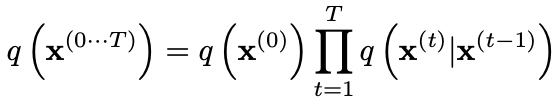 q(𝐱^{(0⋯T)}) = q(𝐱^{(0)}) ∏_{t=1}^{T} q(𝐱^{(t)}|𝐱^{(t−1)})